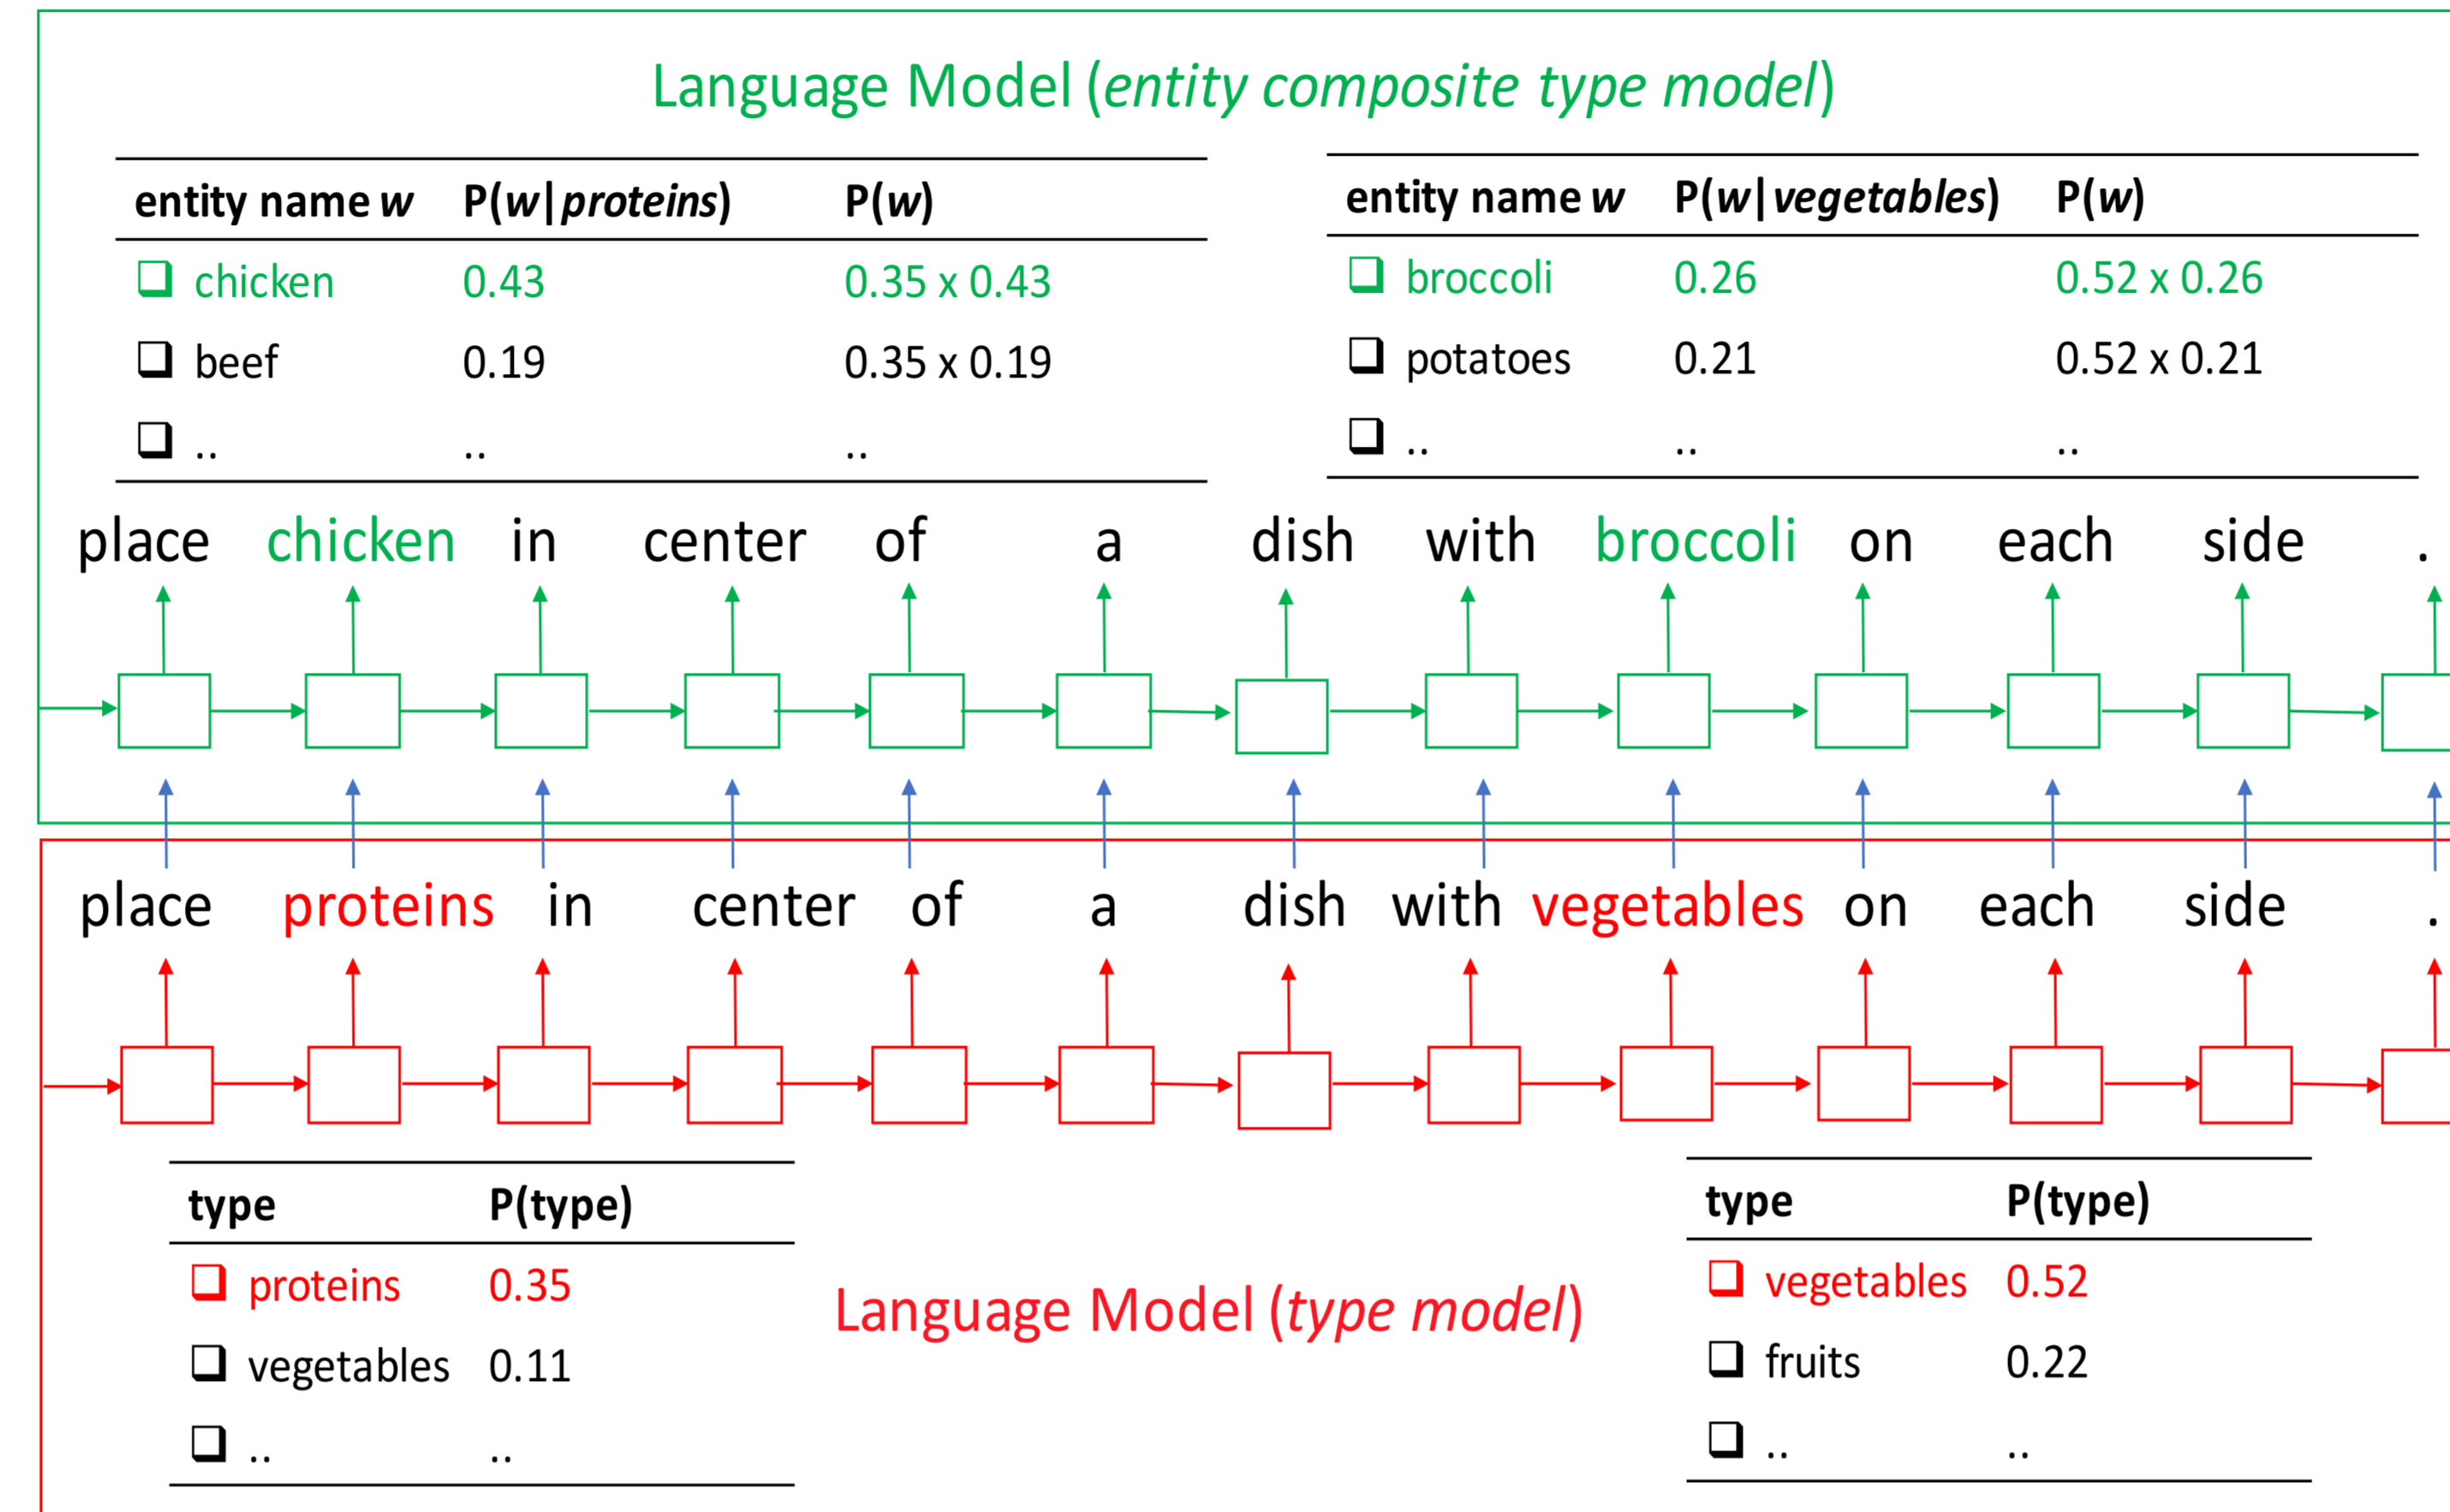 Language Model (entity composite type model)
entity name w P(w|proteins) P(w)
chicken 0.43 0.35 x 0.43
beef 0.19 0.35 x 0.19
.. .. ..
entity name w P(w|vegetables) P(w)
broccoli 0.26 0.52 x 0.26
potatoes 0.21 0.52 x 0.21
.. .. ..
place chicken in center of a dish with broccoli on each side .
place proteins in center of a dish with vegetables on each side .
type P(type)
proteins 0.35
vegetables 0.11
.. ..
Language Model (type model)
type P(type)
vegetables 0.52
fruits 0.22
.. ..